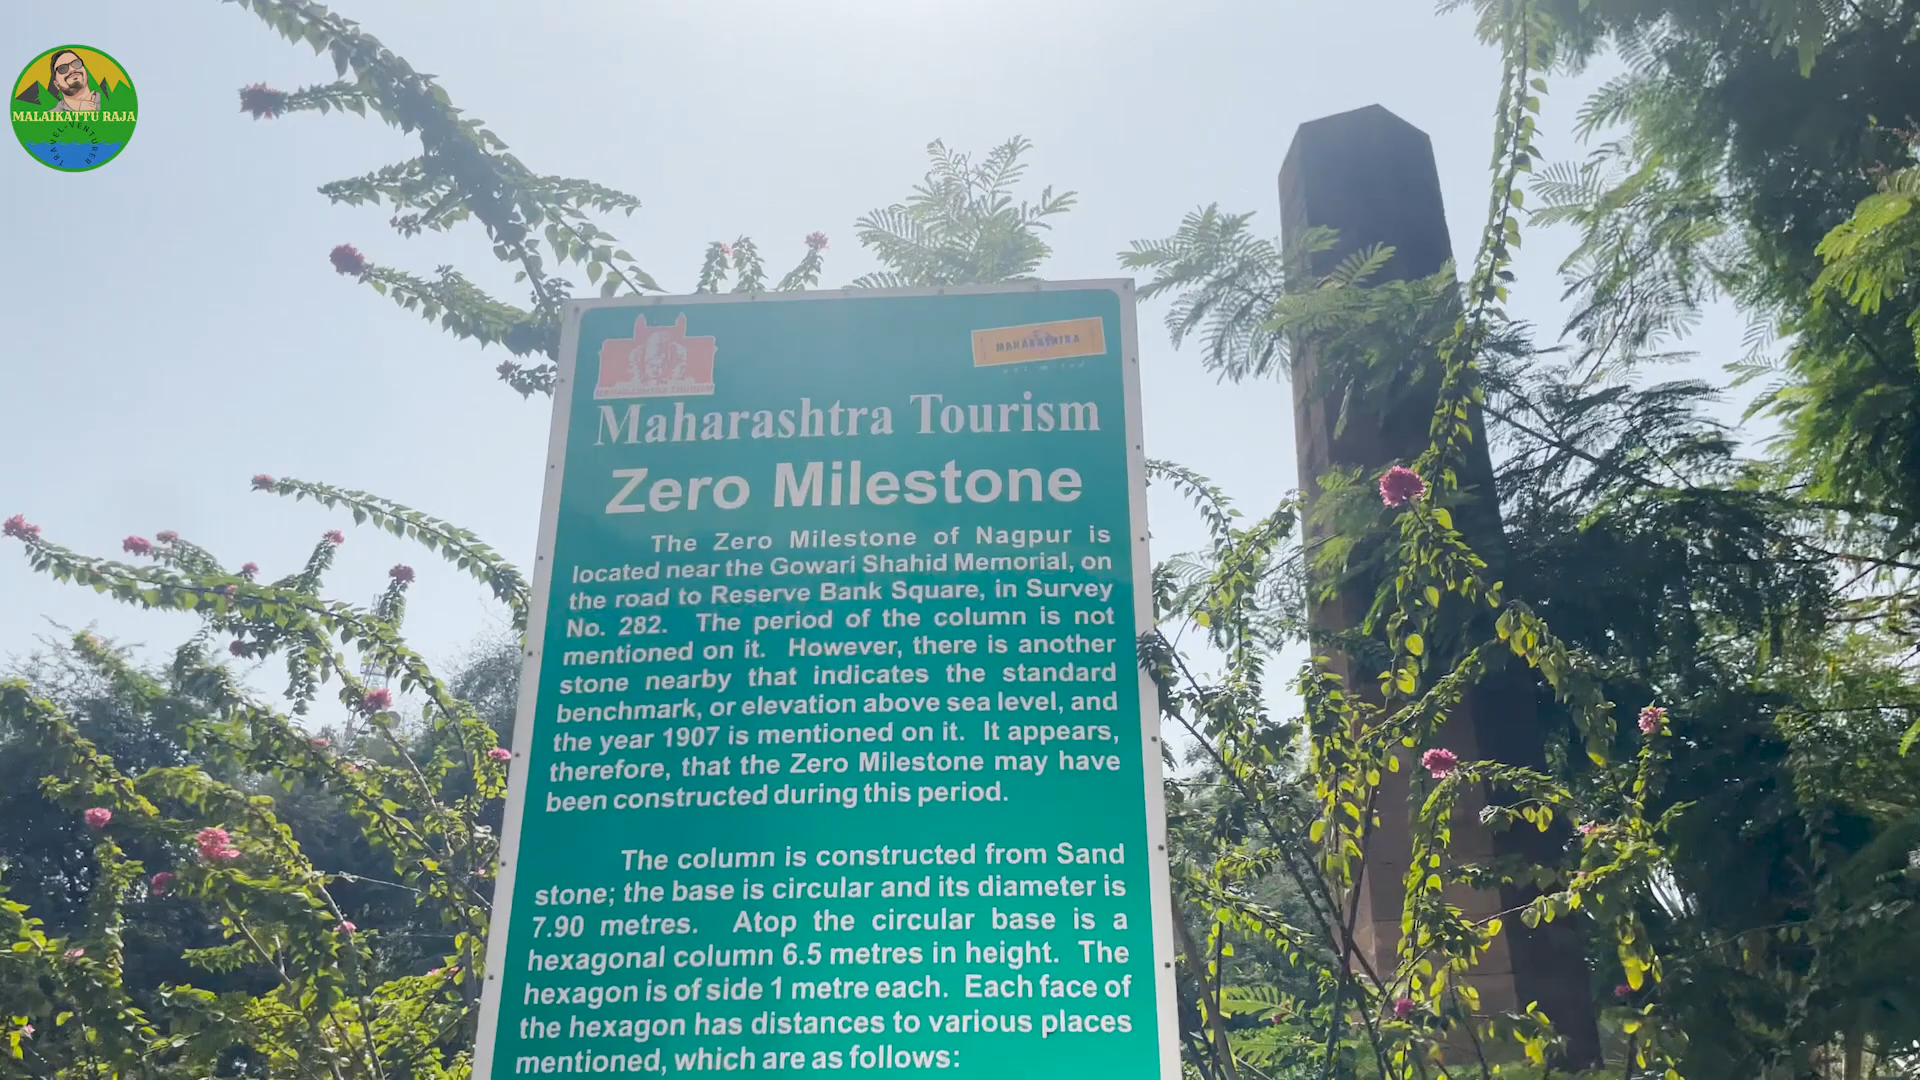 MALAIKATTU RAJA
TRAVEL-VENTURER
MAHARASHTRA TOURISM
MAHARASHTRA
Maharashtra Tourism
Zero Milestone
The Zero Milestone of Nagpur is
located near the Gowari Shahid Memorial, on
the road to Reserve Bank Square, in Survey
No. 282. The period of the column is not
mentioned on it. However, there is another
stone nearby that indicates the standard
benchmark, or elevation above sea level, and
the year 1907 is mentioned on it. It appears,
therefore, that the Zero Milestone may have
been constructed during this period.
The column is constructed from Sand
stone; the base is circular and its diameter is
7.90 metres. Atop the circular base is a
hexagonal column 6.5 metres in height. The
hexagon is of side 1 metre each. Each face of
the hexagon has distances to various places
mentioned, which are as follows: